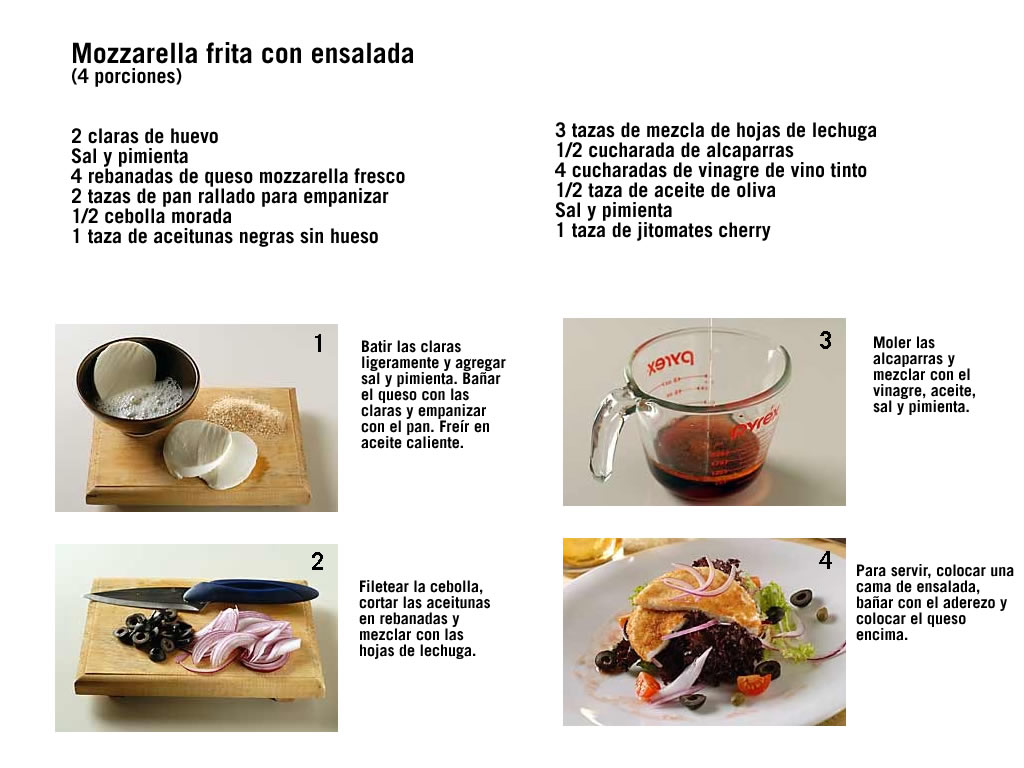 Mozzarella frita con ensalada
(4 porciones)
2 claras de huevo
Sal y pimienta
4 rebanadas de queso mozzarella fresco
2 tazas de pan rallado para empanizar
1/2 cebolla morada
1 taza de aceitunas negras sin hueso
3 tazas de mezcla de hojas de lechuga
1/2 cucharada de alcaparras
4 cucharadas de vinagre de vino tinto
1/2 taza de aceite de oliva
Sal y pimienta
1 taza de jitomates cherry
1
Batir las claras
ligeramente y agregar
sal y pimienta. Bañar
el queso con las
claras y empanizar
con el pan. Freír en
aceite caliente.
2
Filetear la cebolla,
cortar las aceitunas
en rebanadas y
mezclar con las
hojas de lechuga.
3
pyrex
pyrex
Moler las
alcaparras y
mezclar con el
vinagre, aceite,
sal y pimienta.
4
Para servir, colocar una
cama de ensalada,
bañar con el aderezo y
colocar el queso
encima.